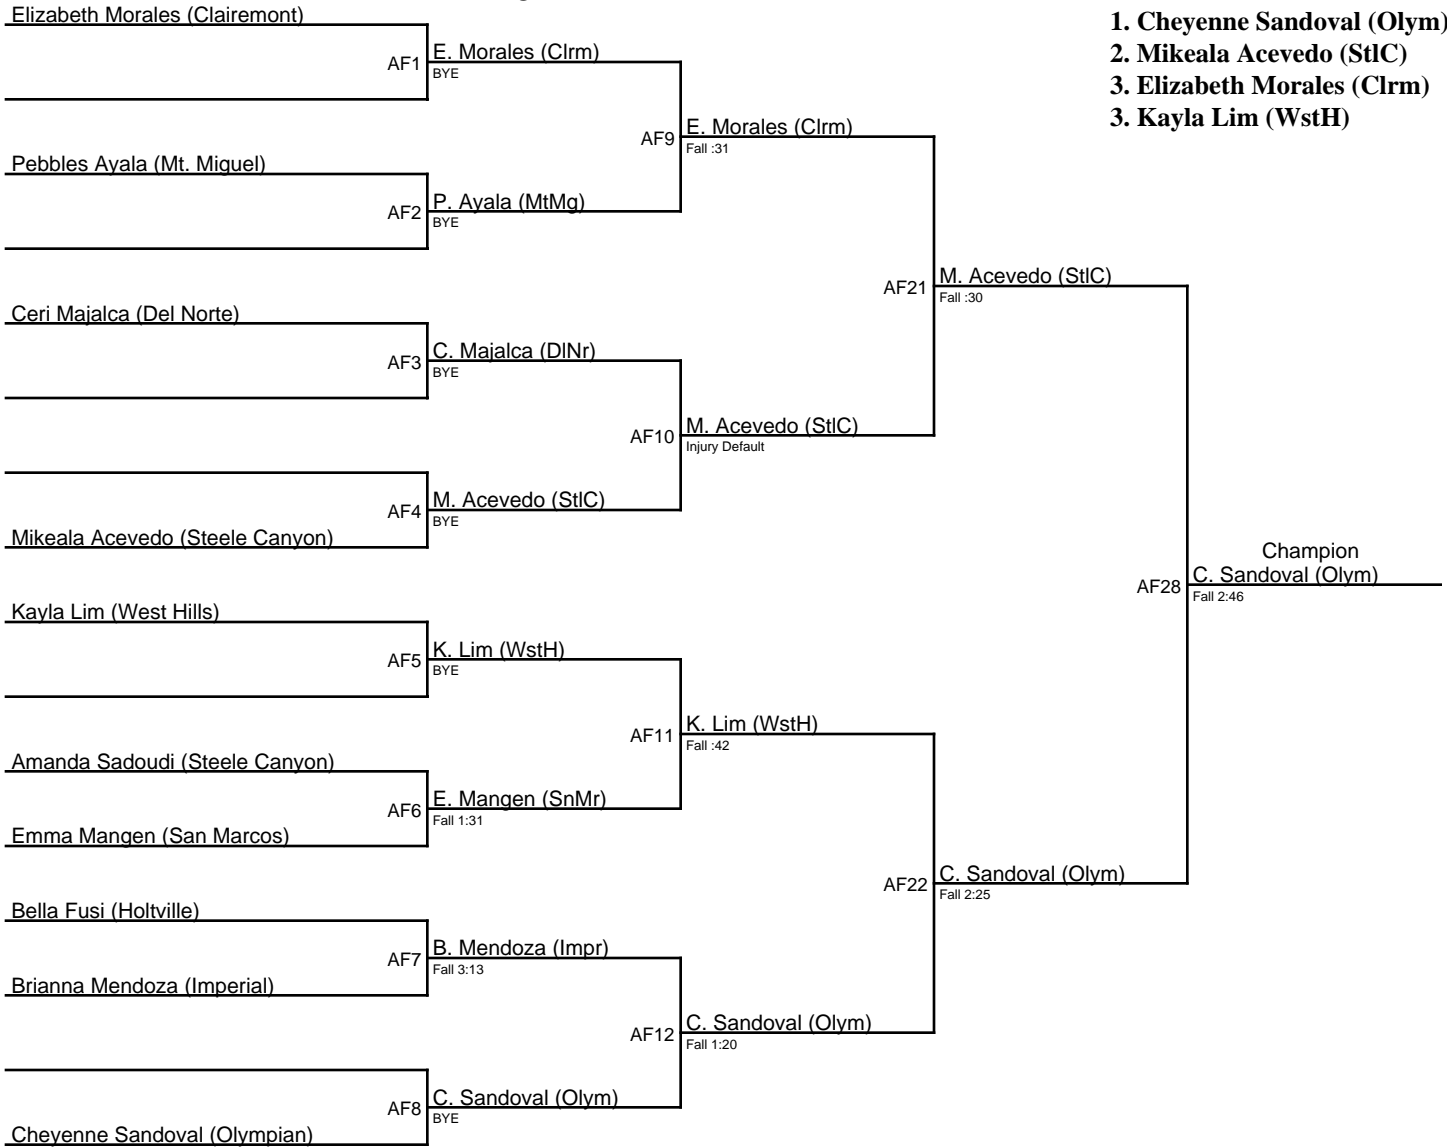 Elizabeth Morales (Clairemont)
1. Cheyenne Sandoval (Olym)
2. Mikeala Acevedo (StlC)
3. Elizabeth Morales (Clrm)
3. Kayla Lim (WstH)
AF1
E. Morales (Clrm)
BYE
AF9
E. Morales (Clrm)
Fall :31
Pebbles Ayala (Mt. Miguel)
AF2
P. Ayala (MtMg)
BYE
AF21
M. Acevedo (StlC)
Fall :30
Ceri Majalca (Del Norte)
AF3
C. Majalca (DlNr)
BYE
AF10
M. Acevedo (StlC)
Injury Default
AF4
M. Acevedo (StlC)
BYE
Mikeala Acevedo (Steele Canyon)
Champion
AF28
C. Sandoval (Olym)
Fall 2:46
Kayla Lim (West Hills)
AF5
K. Lim (WstH)
BYE
AF11
K. Lim (WstH)
Fall :42
Amanda Sadoudi (Steele Canyon)
AF6
E. Mangen (SnMr)
Fall 1:31
Emma Mangen (San Marcos)
AF22
C. Sandoval (Olym)
Fall 2:25
Bella Fusi (Holtville)
AF7
B. Mendoza (Impr)
Fall 3:13
Brianna Mendoza (Imperial)
AF12
C. Sandoval (Olym)
Fall 1:20
AF8
C. Sandoval (Olym)
BYE
Cheyenne Sandoval (Olympian)